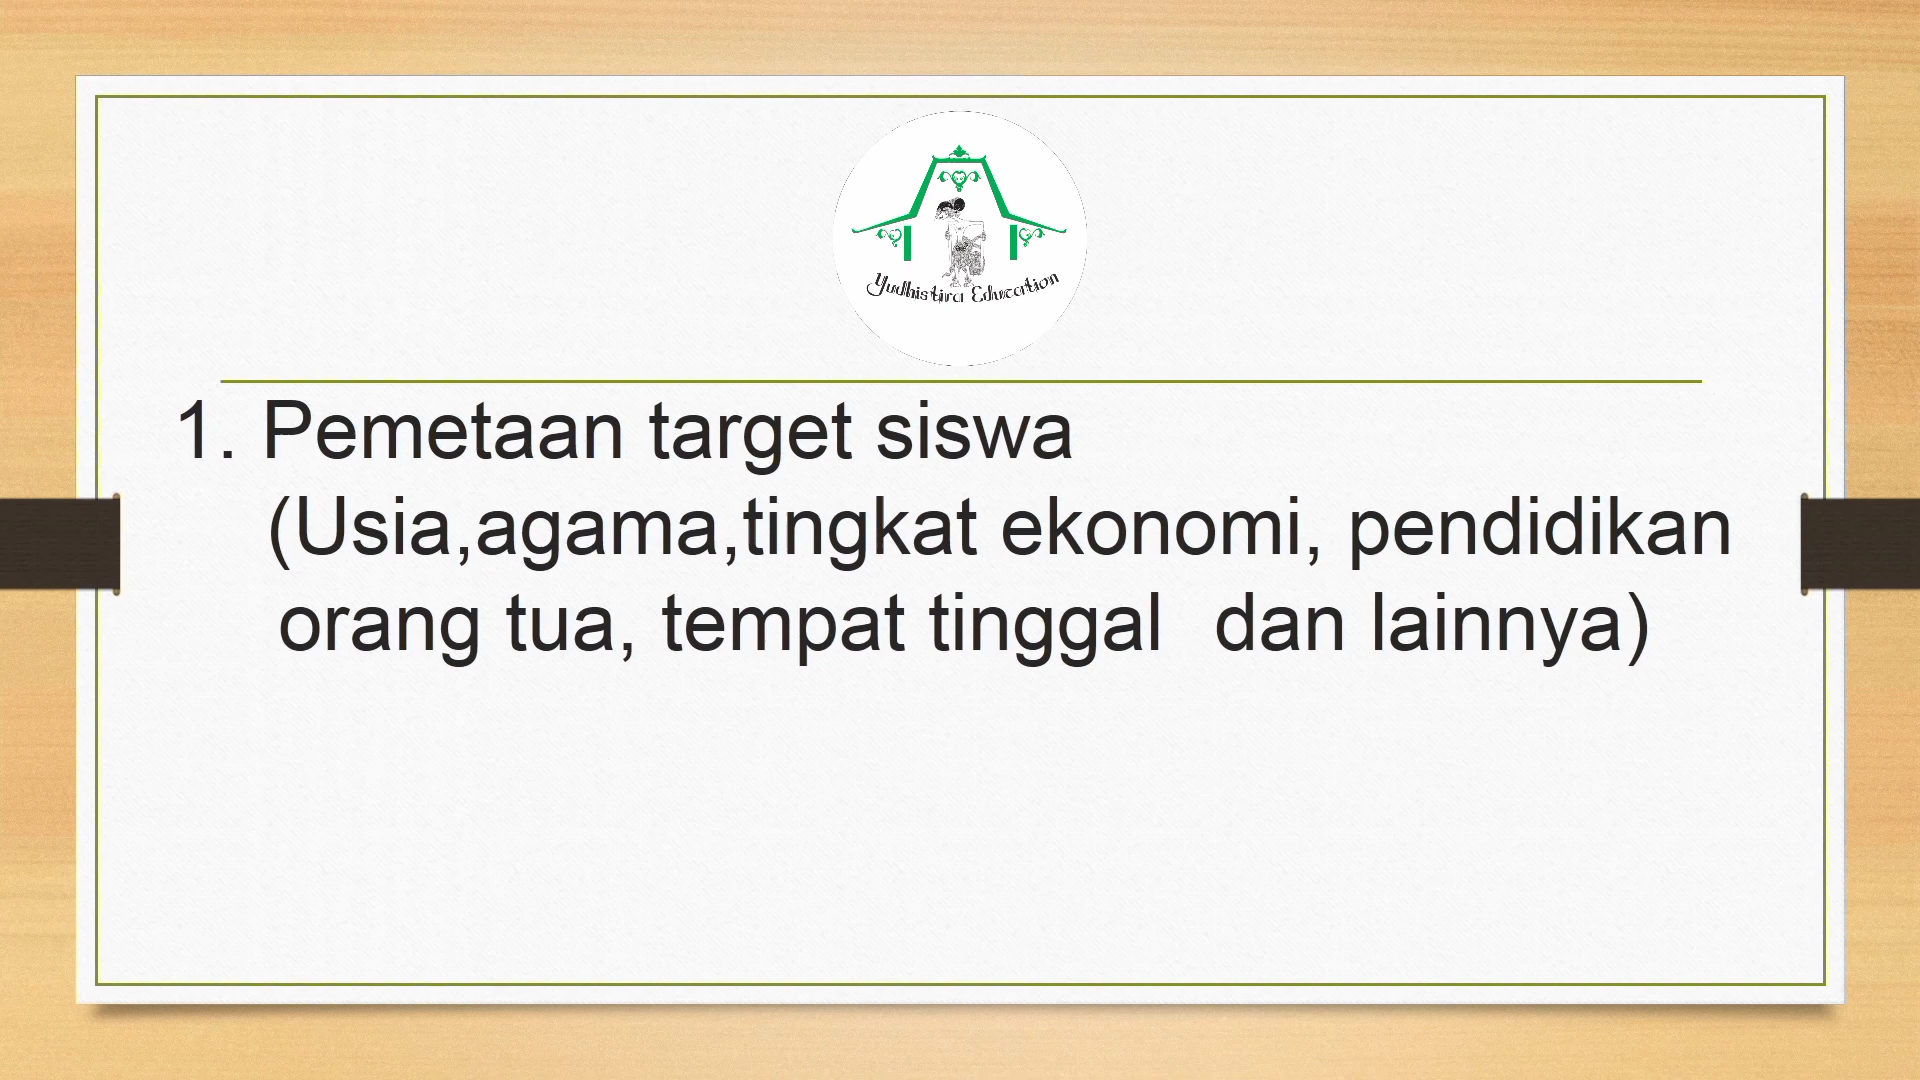 Yudhistira Education
1. Pemetaan target siswa
(Usia,agama,tingkat ekonomi, pendidikan
orang tua, tempat tinggal  dan lainnya)